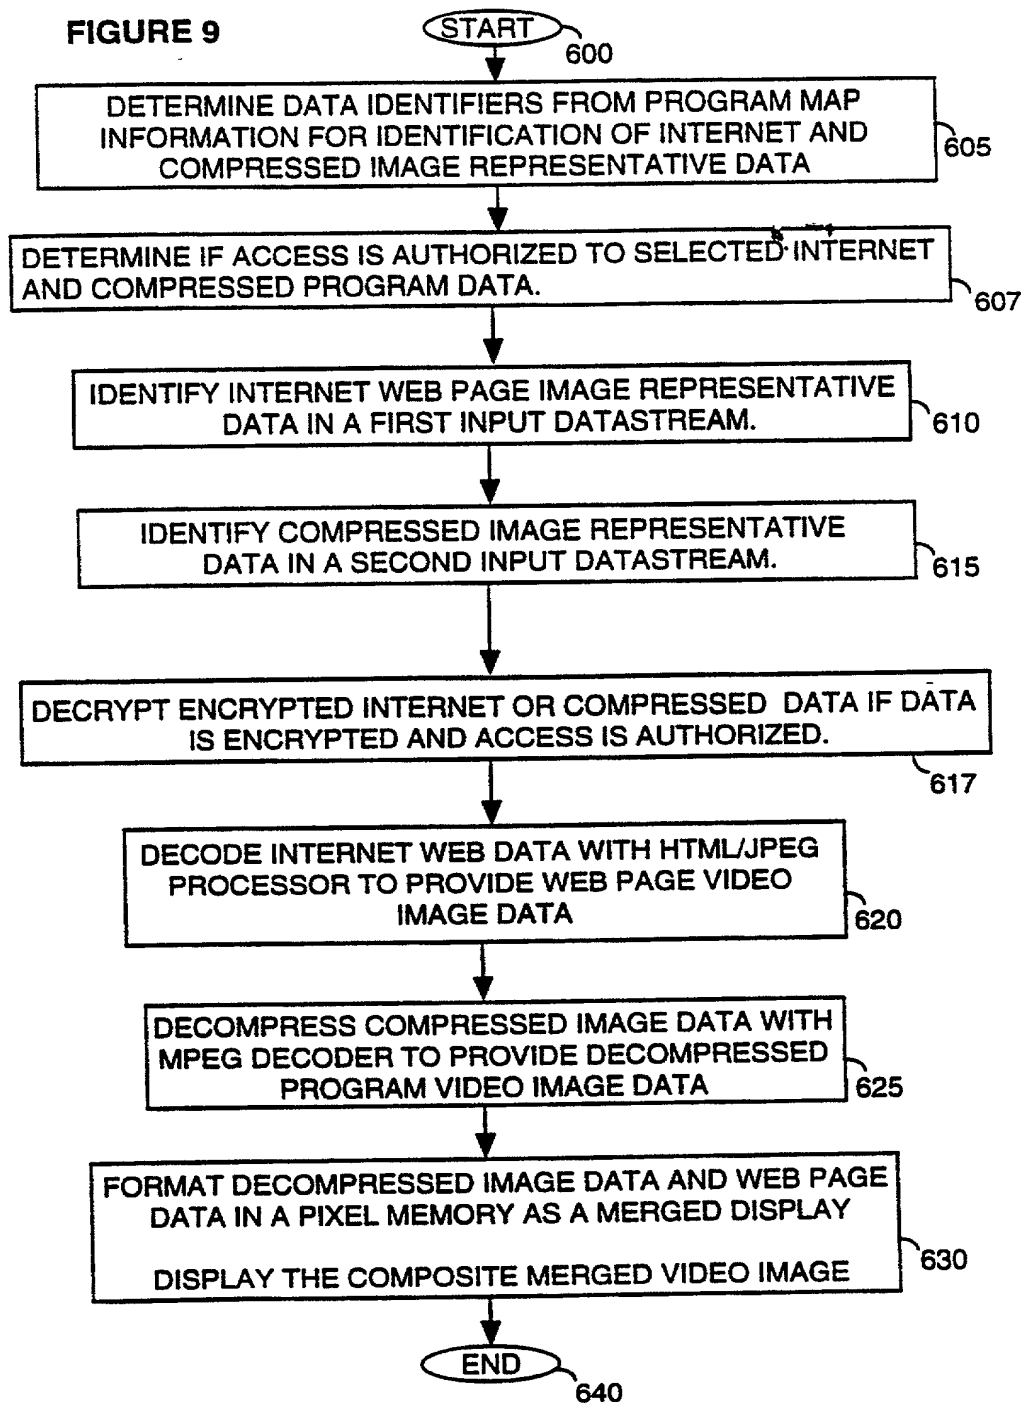 FIGURE 9
START
600
DETERMINE DATA IDENTIFIERS FROM PROGRAM MAP
INFORMATION FOR IDENTIFICATION OF INTERNET AND
COMPRESSED IMAGE REPRESENTATIVE DATA
605
DETERMINE IF ACCESS IS AUTHORIZED TO SELECTED INTERNET
AND COMPRESSED PROGRAM DATA.
607
IDENTIFY INTERNET WEB PAGE IMAGE REPRESENTATIVE
DATA IN A FIRST INPUT DATASTREAM.
610
IDENTIFY COMPRESSED IMAGE REPRESENTATIVE
DATA IN A SECOND INPUT DATASTREAM.
615
DECRYPT ENCRYPTED INTERNET OR COMPRESSED DATA IF DATA
IS ENCRYPTED AND ACCESS IS AUTHORIZED.
617
DECODE INTERNET WEB DATA WITH HTML/JPEG
PROCESSOR TO PROVIDE WEB PAGE VIDEO
IMAGE DATA
620
DECOMPRESS COMPRESSED IMAGE DATA WITH
MPEG DECODER TO PROVIDE DECOMPRESSED
PROGRAM VIDEO IMAGE DATA
625
FORMAT DECOMPRESSED IMAGE DATA AND WEB PAGE
DATA IN A PIXEL MEMORY AS A MERGED DISPLAY
DISPLAY THE COMPOSITE MERGED VIDEO IMAGE
630
END
640